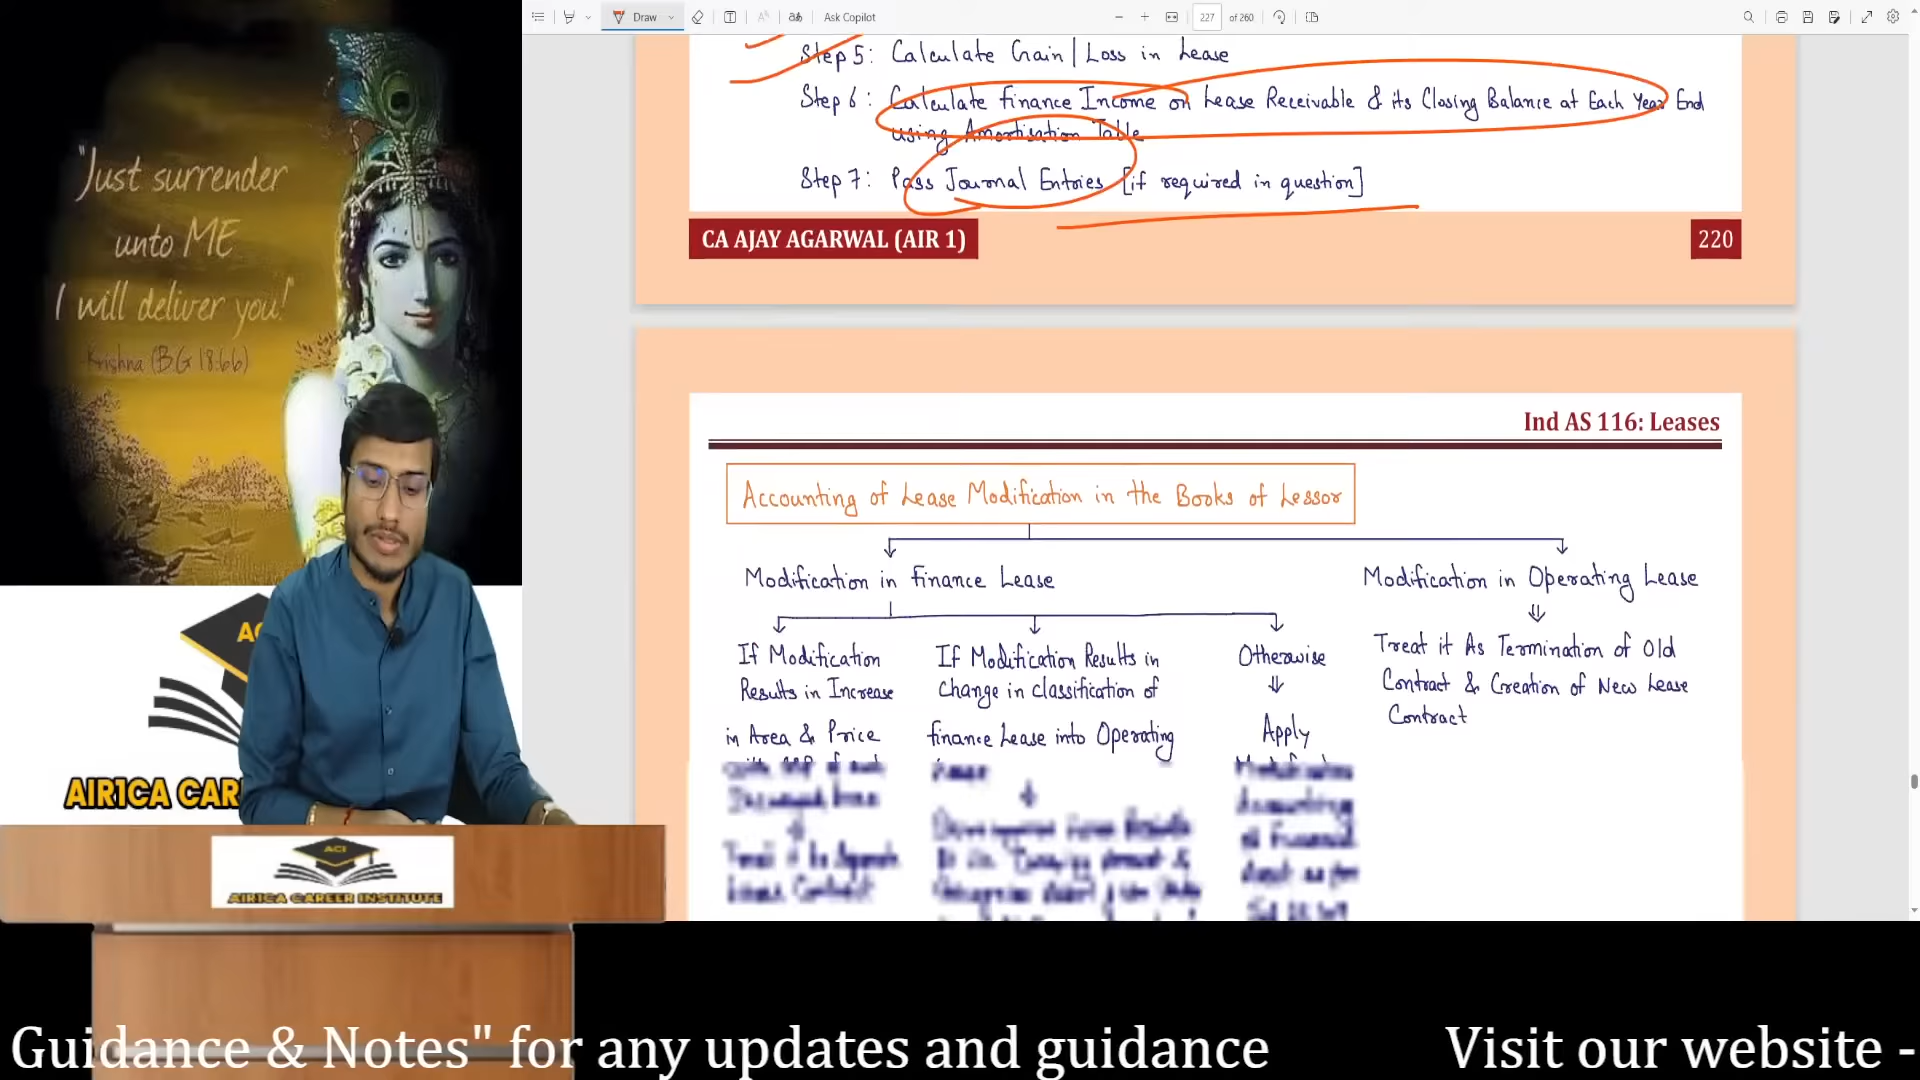 Draw
Ask Copilot
227 of 260
Step 5: Calculate Gain | Loss in Lease
Step 6: Calculate Finance Income on Lease Receivable & its Closing Balance at Each Year End
using Amortisation Table
Step 7: Pass Journal Entries [if required in question]
CA AJAY AGARWAL (AIR 1)
220
"Just surrender
unto ME
I will deliver you!"
Krishna (BG 18:66)
Ind AS 116: Leases
Accounting of Lease Modification in the Books of Lessor
Modification in Finance Lease
Modification in Operating Lease
If Modification
Results in Increase
in Area & Price
If Modification Results in
Change in Classification of
Finance Lease into Operating
Otherwise
Apply
Treat it As Termination of Old
Contract & Creation of New Lease
Contract
AIR1CA CAR
ACI
AIR1CA CAREER INSTITUTE
Guidance & Notes" for any updates and guidance
Visit our website -